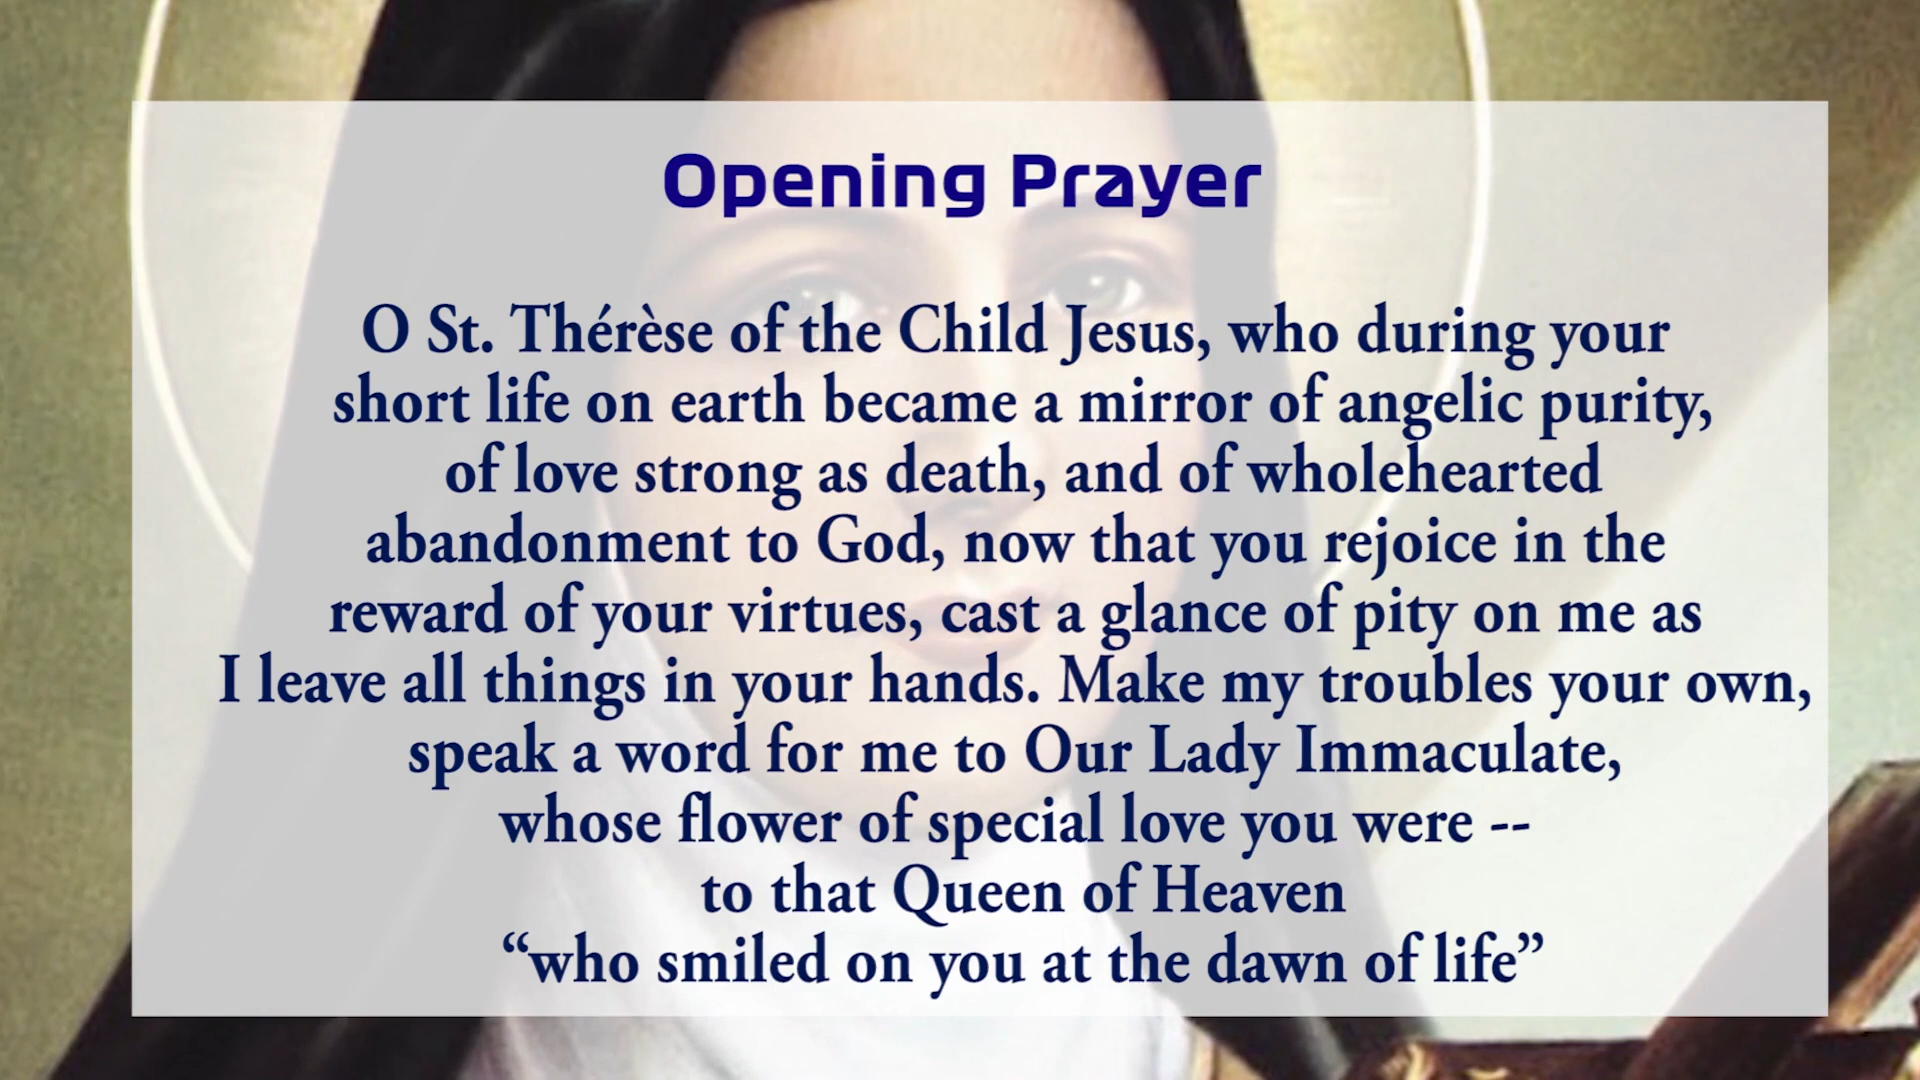 Opening Prayer
O St. Thérèse of the Child Jesus, who during your
short life on earth became a mirror of angelic purity,
of love strong as death, and of wholehearted
abandonment to God, now that you rejoice in the
reward of your virtues, cast a glance of pity on me as
I leave all things in your hands. Make my troubles your own,
speak a word for me to Our Lady Immaculate,
whose flower of special love you were --
to that Queen of Heaven
“who smiled on you at the dawn of life”